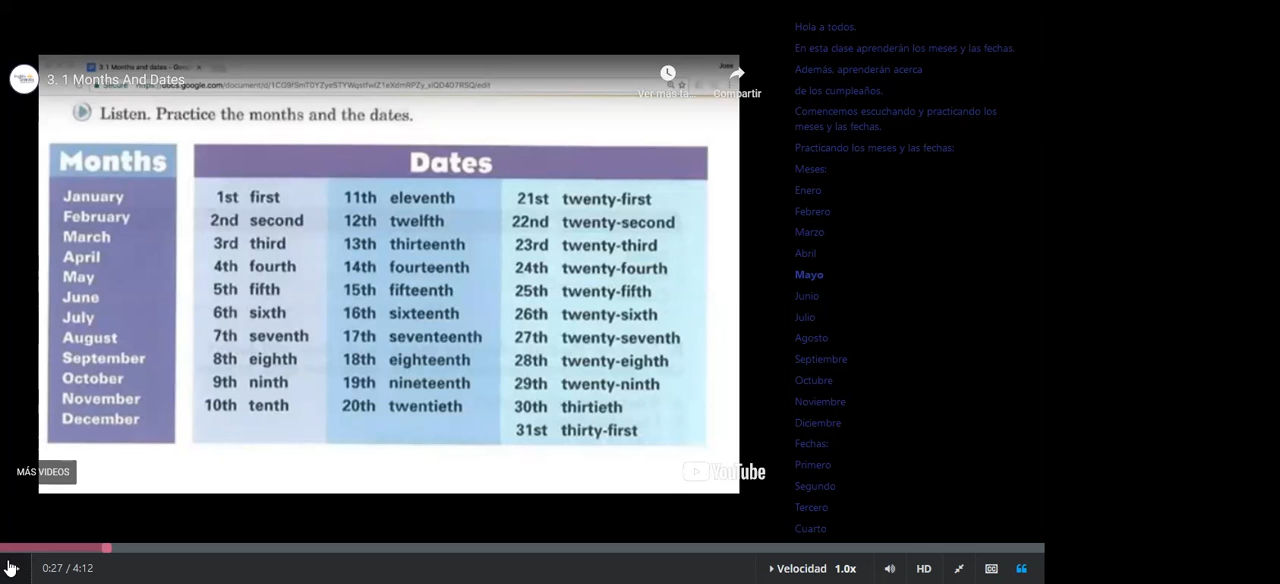 3.1 Months and dates - Goo
Jose
3. 1 Months And Dates
Compartir
Listen. Practice the months and the dates.
Months
January
February
March
April
May
June
July
August
September
October
November
December
Dates
1st first
2nd second
3rd third
4th fourth
5th fifth
6th sixth
7th seventh
8th eighth
9th ninth
10th tenth
11th eleventh
12th twelfth
13th thirteenth
14th fourteenth
15th fifteenth
16th sixteenth
17th seventeenth
18th eighteenth
19th nineteenth
20th twentieth
21st twenty-first
22nd twenty-second
23rd twenty-third
24th twenty-fourth
25th twenty-fifth
26th twenty-sixth
27th twenty-seventh
28th twenty-eighth
29th twenty-ninth
30th thirtieth
31st thirty-first
MÁS VIDEOS
YouTube
Hola a todos.
En esta clase aprenderán los meses y las fechas.
Además, aprenderán acerca
de los cumpleaños.
Comencemos escuchando y practicando los
meses y las fechas.
Practicando los meses y las fechas:
Meses:
Enero
Febrero
Marzo
Abril
Mayo
Junio
Julio
Agosto
Septiembre
Octubre
Noviembre
Diciembre
Fechas:
Primero
Segundo
Tercero
Cuarto
0:27 / 4:12
Velocidad 1.0x
HD